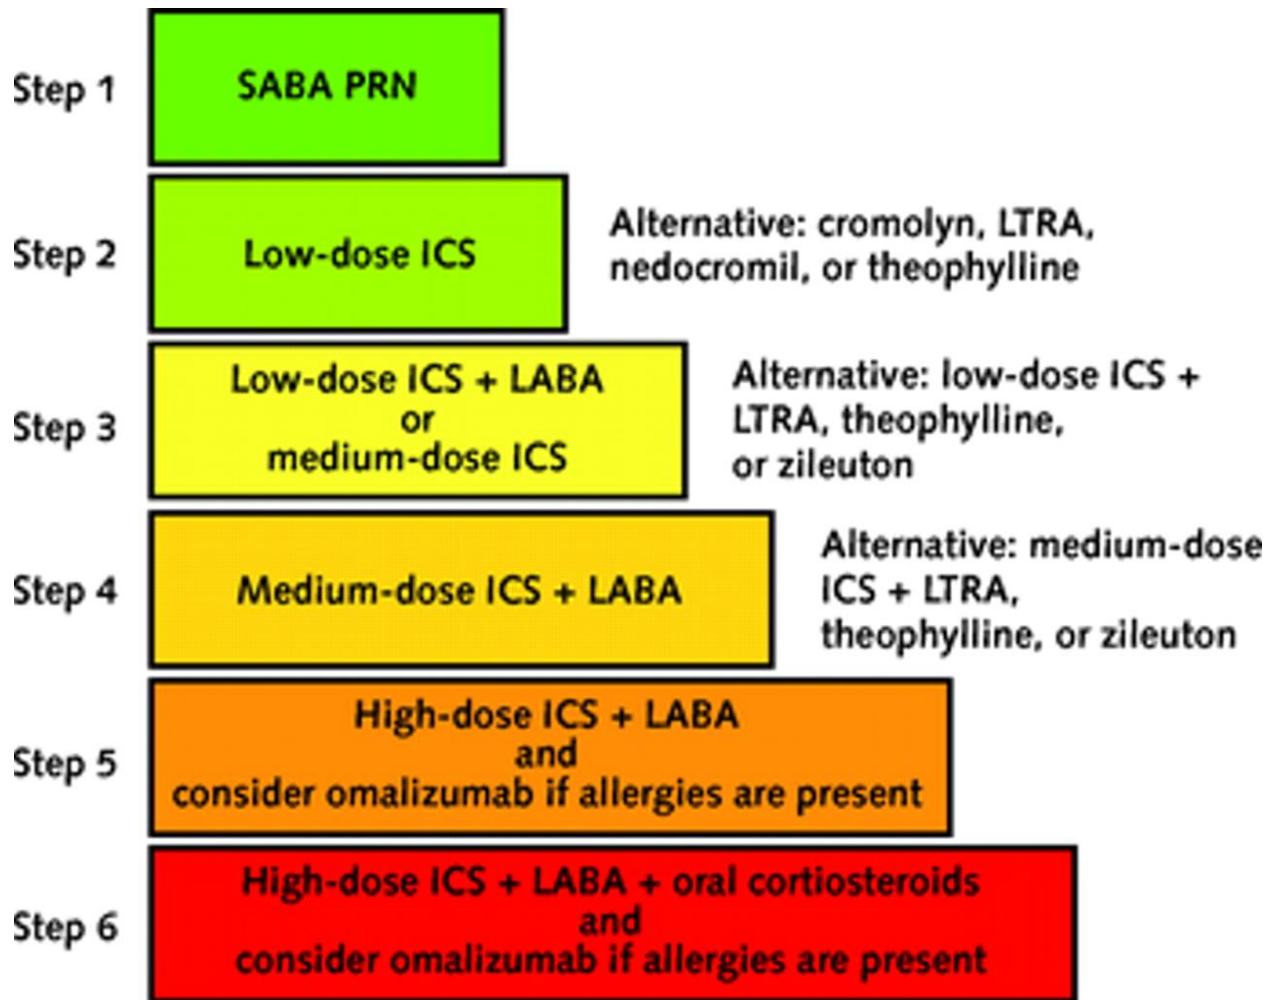 Step 1
SABA PRN
Step 2
Low-dose ICS
Alternative: cromolyn, LTRA,
nedocromil, or theophylline
Step 3
Low-dose ICS + LABA
or
medium-dose ICS
Alternative: low-dose ICS +
LTRA, theophylline,
or zileuton
Step 4
Medium-dose ICS + LABA
Alternative: medium-dose
ICS + LTRA,
theophylline, or zileuton
Step 5
High-dose ICS + LABA
and
consider omalizumab if allergies are present
Step 6
High-dose ICS + LABA + oral cortiosteroids
and
consider omalizumab if allergies are present